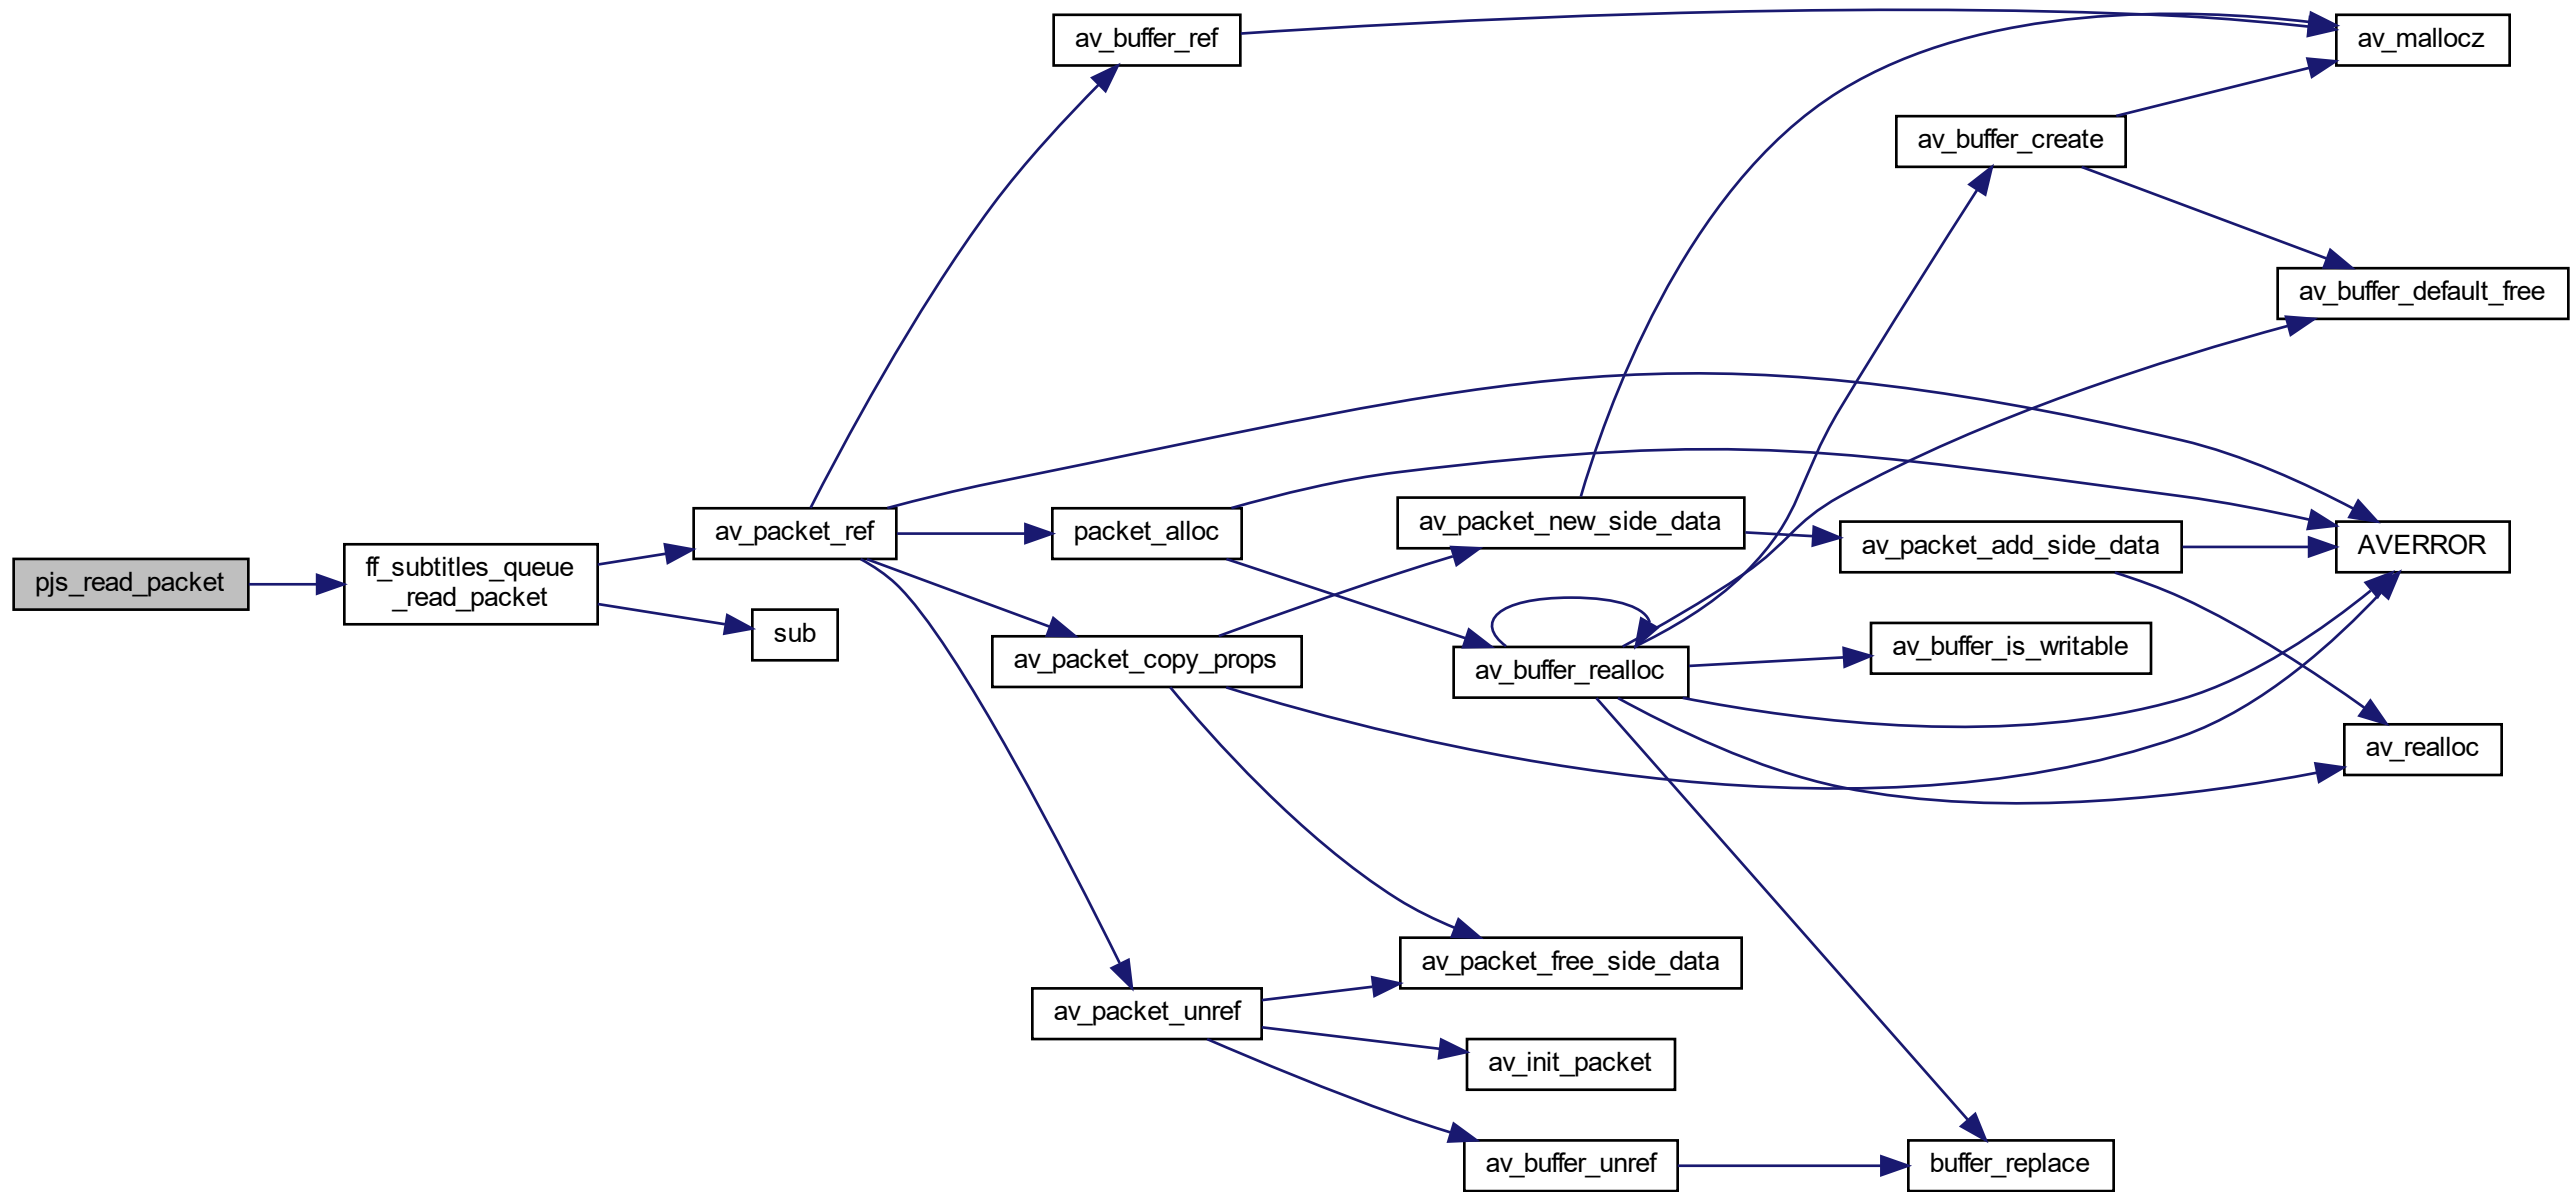 av_buffer_ref
av_mallocz
av_buffer_create
av_buffer_default_free
av_packet_new_side_data
av_packet_ref
packet_alloc
av_packet_add_side_data
AVERROR
ff_subtitles_queue
_read_packet
pjs_read_packet
sub
av_buffer_is_writable
av_packet_copy_props
av_buffer_realloc
av_realloc
av_packet_free_side_data
av_packet_unref
av_init_packet
av_buffer_unref
buffer_replace